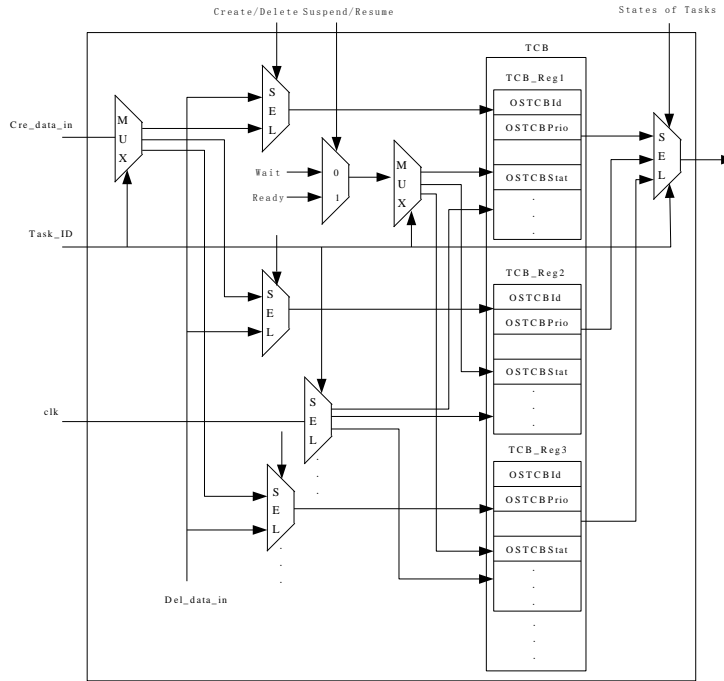 Create/Delete Suspend/Resume
States of Tasks
TCB
TCB_Reg1
OSTCBId
OSTCBPrio
OSTCBStat
.
.
.
Cre_data_in
M
U
X
S
E
L
Wait
Ready
0
1
M
U
X
S
E
L
Task_ID
TCB_Reg2
OSTCBId
OSTCBPrio
OSTCBStat
.
.
.
S
E
L
clk
S
E
L
.
.
.
TCB_Reg3
OSTCBId
OSTCBPrio
OSTCBStat
.
.
.
S
E
L
.
.
.
Del_data_in
.
.
.